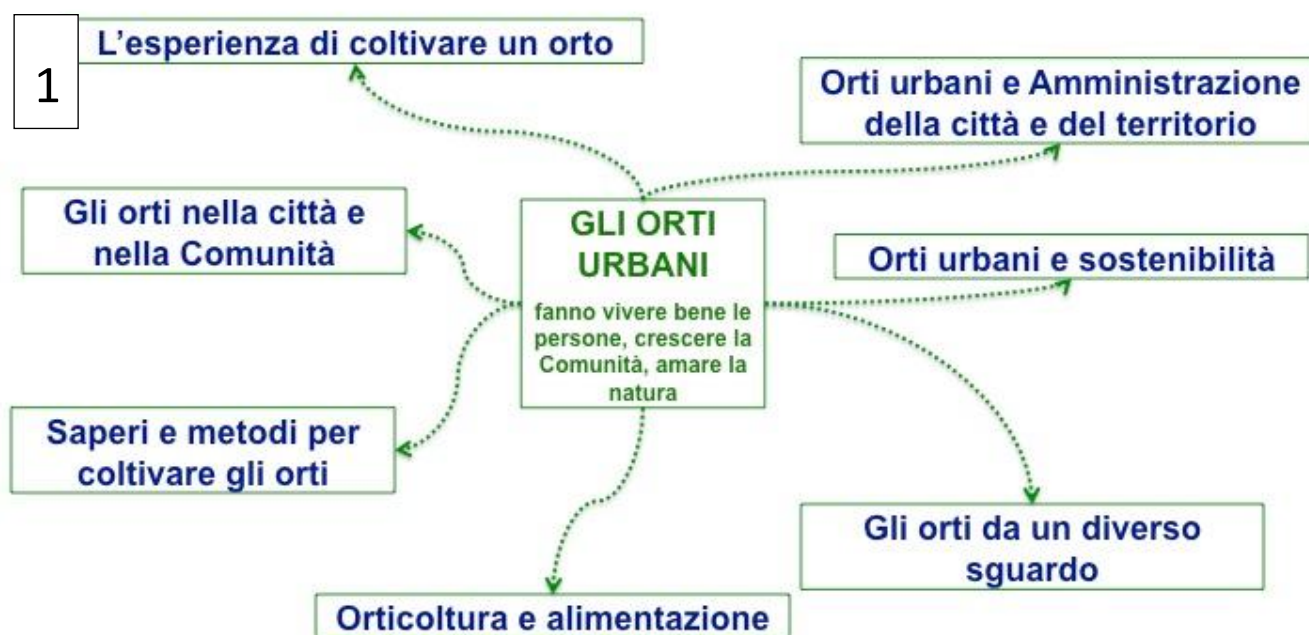 1
L'esperienza di coltivare un orto
Orti urbani e Amministrazione
della città e del territorio
Gli orti nella città e
nella Comunità
GLI ORTI
URBANI
fanno vivere bene le
persone, crescere la
Comunità, amare la
natura
Orti urbani e sostenibilità
Saperi e metodi per
coltivare gli orti
Gli orti da un diverso
sguardo
Orticoltura e alimentazione